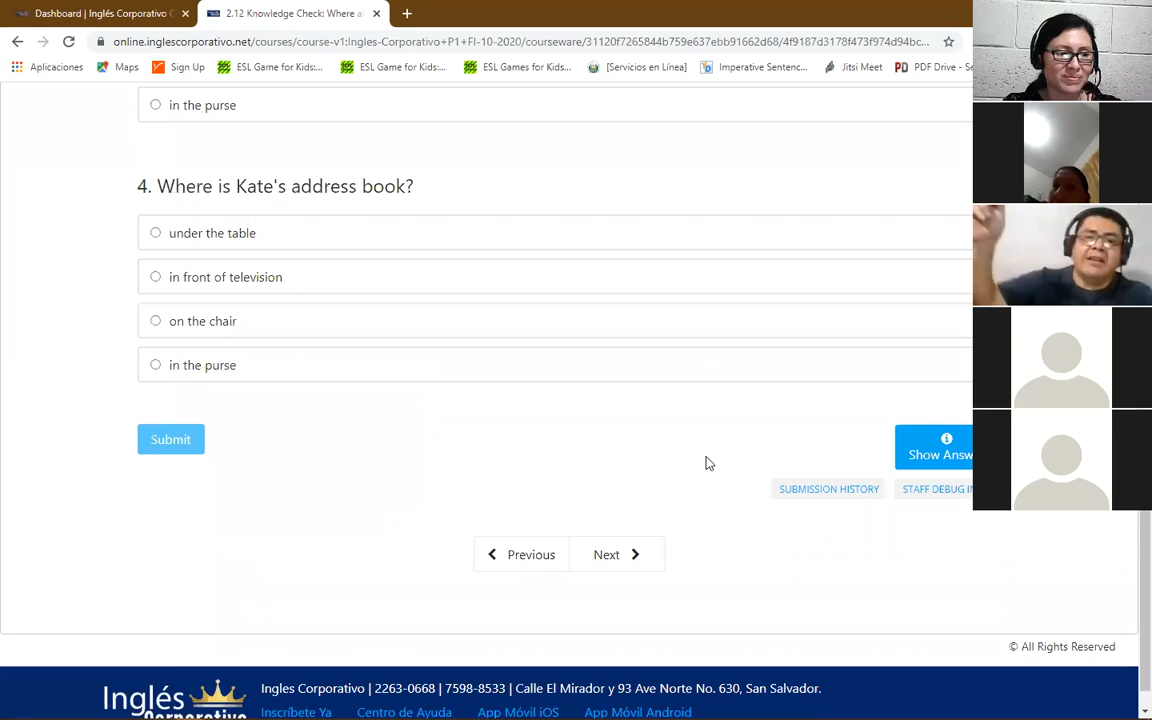 Dashboard | Inglés Corporativo
2.12 Knowledge Check: Where a
online.inglescorporativo.net/courses/course-v1:Ingles-Corporativo+P1+FI-10-2020/courseware/31120f7265844b759e637ebb91662d68/4f9187d3178f473f974d94bc...
Aplicaciones
Maps
Sign Up
ESL Game for Kids:...
ESL Game for Kids:...
ESL Games for Kids:...
[Servicios en Línea]
Imperative Sentenc...
Jitsi Meet
PDF Drive - Se
in the purse
4. Where is Kate's address book?
under the table
in front of television
on the chair
in the purse
Submit
Show Answ
SUBMISSION HISTORY
STAFF DEBUG IN
Previous
Next
© All Rights Reserved
Inglés
Corporativo
Ingles Corporativo | 2263-0668 | 7598-8533 | Calle El Mirador y 93 Ave Norte No. 630, San Salvador.
Inscríbete Ya
Centro de Ayuda
App Móvil iOS
App Móvil Android